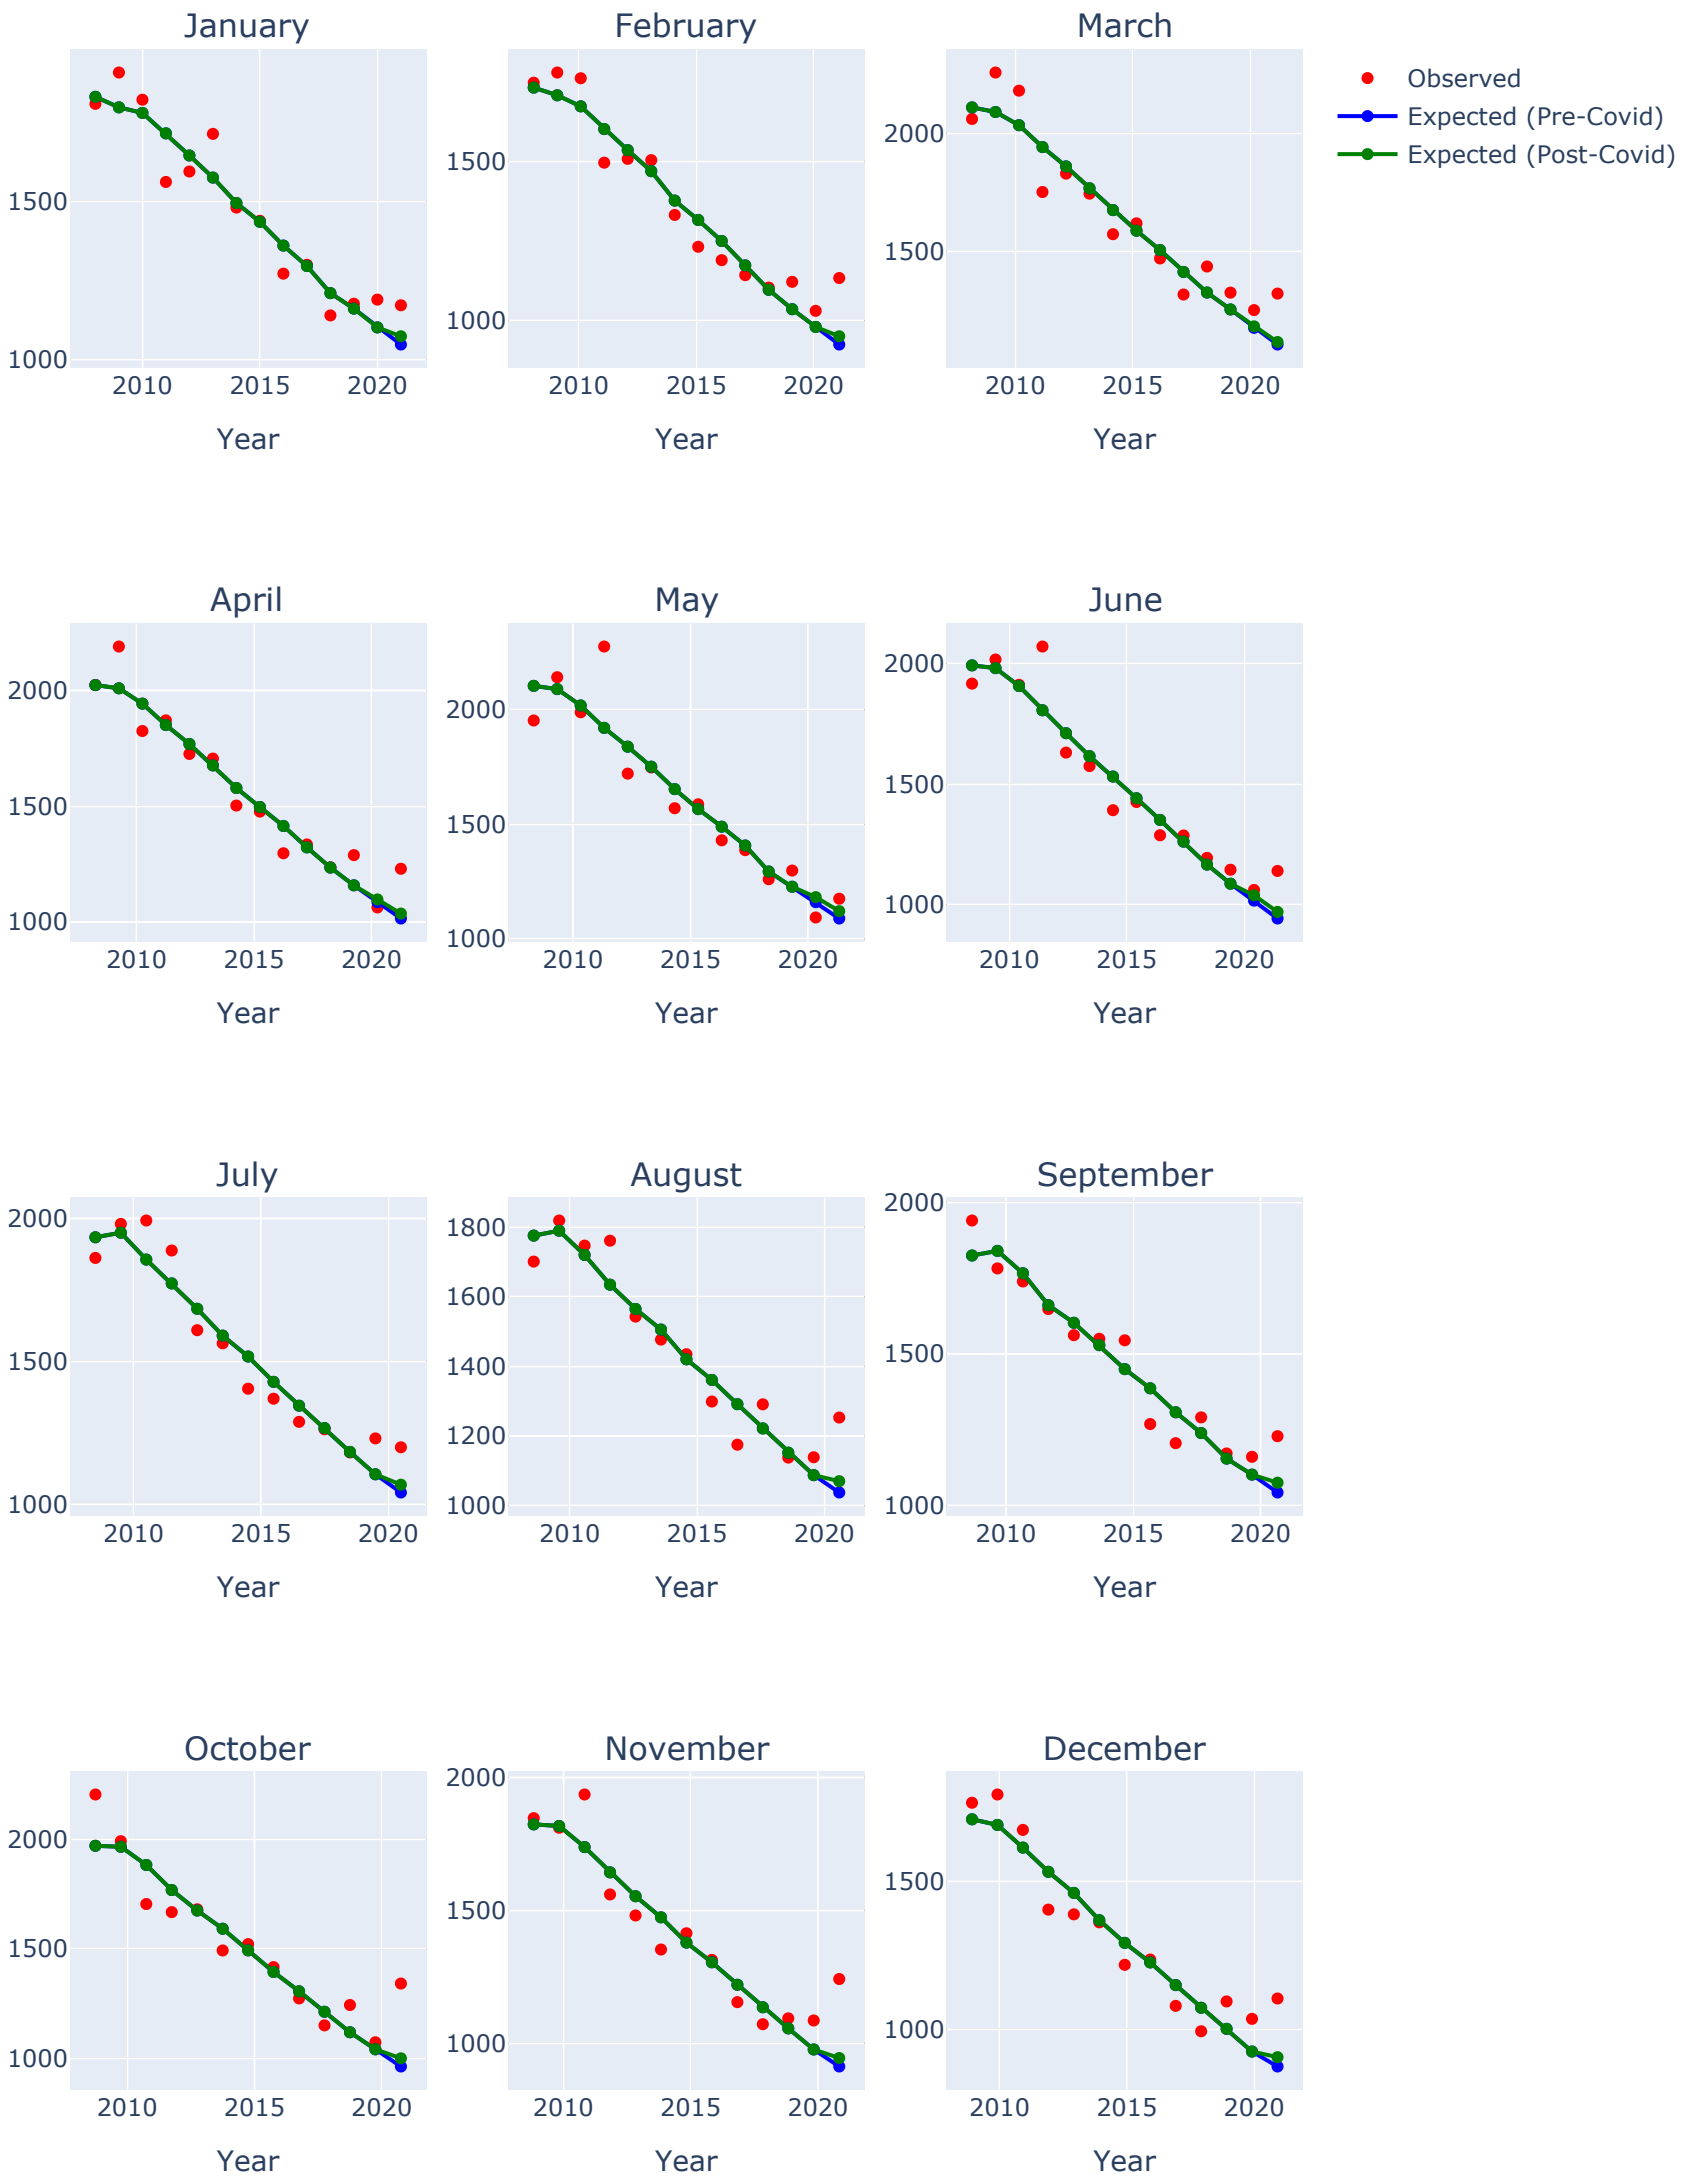 January February March
Observed
Expected (Pre-Covid)
Expected (Post-Covid)
1500 1000
1500 1000
2000 1500
2010 2015 2020
2010 2015 2020
2010 2015 2020
Year Year Year
April May June
2000 1500 1000
2000 1500 1000
2000 1500 1000
2010 2015 2020
2010 2015 2020
2010 2015 2020
Year Year Year
July August September
2000 1500 1000
1800 1600 1400 1200 1000
2000 1500 1000
2010 2015 2020
2010 2015 2020
2010 2015 2020
Year Year Year
October November December
2000 1500 1000
2000 1500 1000
1500 1000
2010 2015 2020
2010 2015 2020
2010 2015 2020
Year Year Year